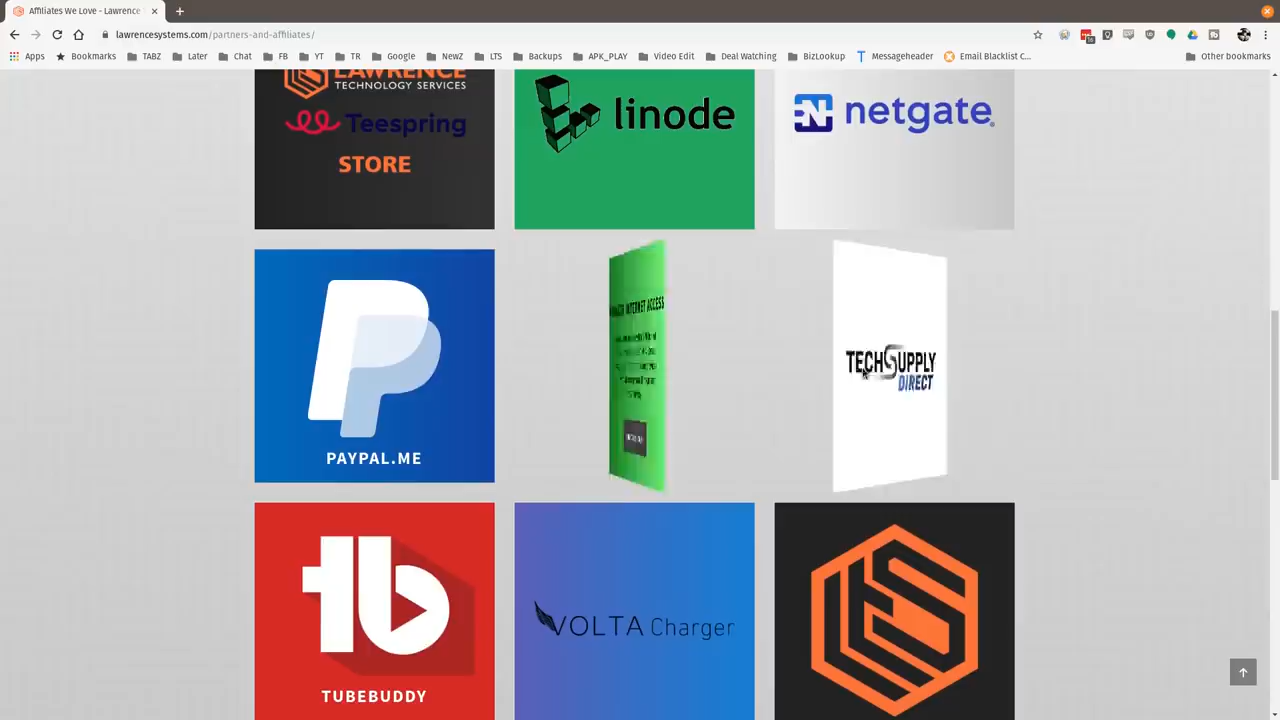 Affiliates We Love - Lawrence
lawrencesystems.com/partners-and-affiliates/
Apps Bookmarks TABZ Later Chat FB YT TR Google NewZ LTS Backups APK_PLAY Video Edit Deal Watching BizLookup Messageheader Email Blacklist C... Other bookmarks
LAWRENCE
TECHNOLOGY SERVICES
Teespring
STORE
linode
netgate
PAYPAL.ME
INTERNET ACCESS
TECHSUPPLY
DIRECT
TUBEBUDDY
VOLTA Charger